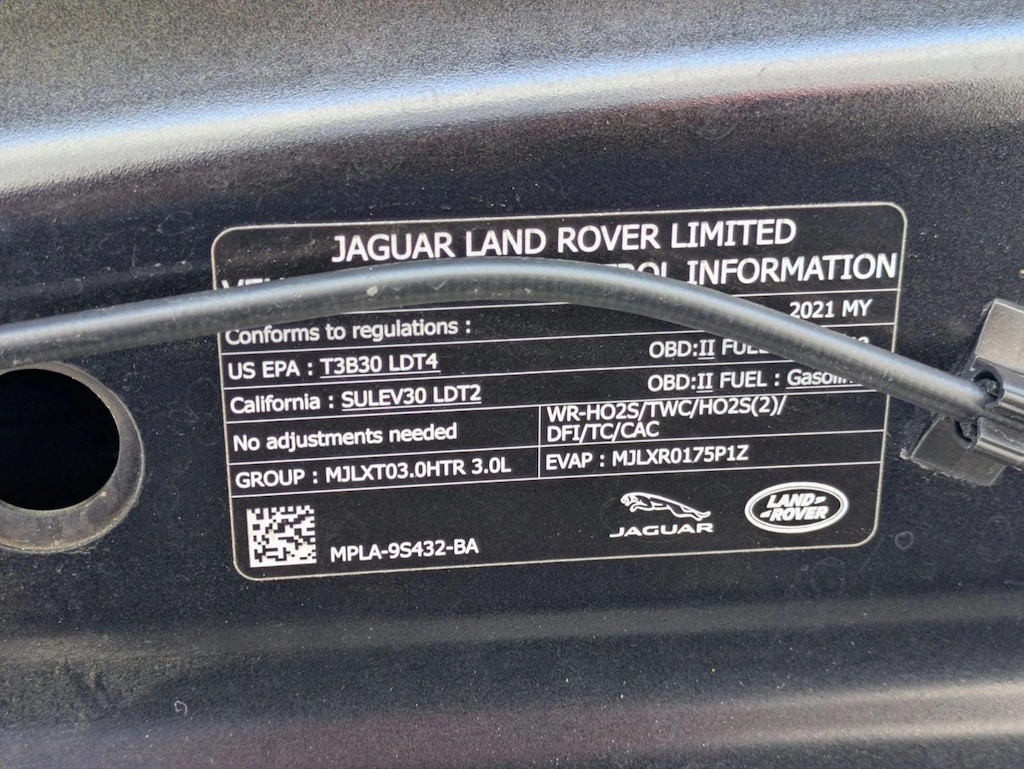 JAGUAR LAND ROVER LIMITED
INFORMATION
2021 MY
Conforms to regulations :
US EPA : T3B30 LDT4
OBD:II
California : SULEV30 LDT2
OBD:II FUEL : Gasoline
No adjustments needed
WR-HO2S/TWC/HO2S(2)/
DFI/TC/CAC
GROUP : MJLXT03.0HTR 3.0L
EVAP : MJLXR0175P1Z
MPLA-9S432-BA
JAGUAR
LAND-
-ROVER